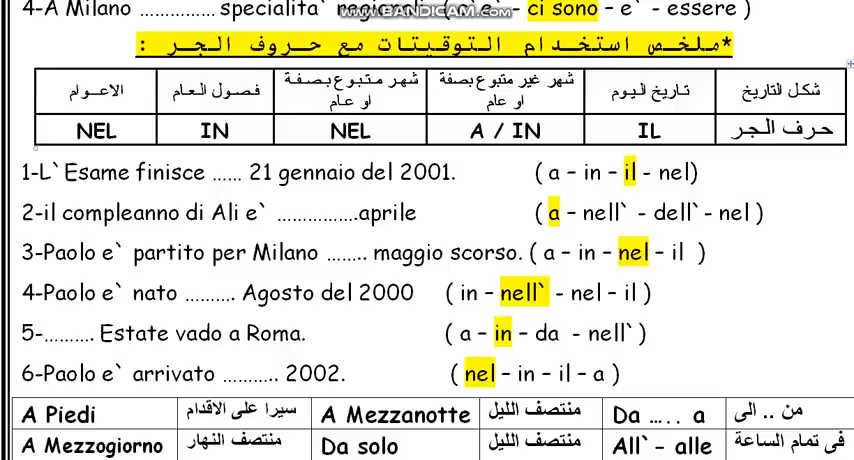 4-A Milano ............... specialita` regionali. (a`e` - ci sono – e` - essere )
WWW.BANDICAM.COM
*ملخص استخدام التوقيتات مع حروف الجر :
شكل التاريخ تاريخ اليوم شهر غير متبوع بصفة او عام شهر متبوع بصفة او عام فصول العام الاعوام
حرف الجر IL A / IN NEL IN NEL
1-L`Esame finisce ...... 21 gennaio del 2001. ( a – in – il - nel)
2-il compleanno di Ali e` .................aprile ( a – nell` - dell`- nel )
3-Paolo e` partito per Milano ........ maggio scorso. ( a – in – nel – il )
4-Paolo e` nato .......... Agosto del 2000 ( in – nell` - nel – il )
5-.......... Estate vado a Roma. ( a – in – da - nell`)
6-Paolo e` arrivato ........... 2002. ( nel – in – il – a )
A Piedi سيرا على الاقدام A Mezzanotte منتصف الليل Da ..... a من .. الى
A Mezzogiorno منتصف النهار Da solo منتصف الليل All` - alle فى تمام الساعة